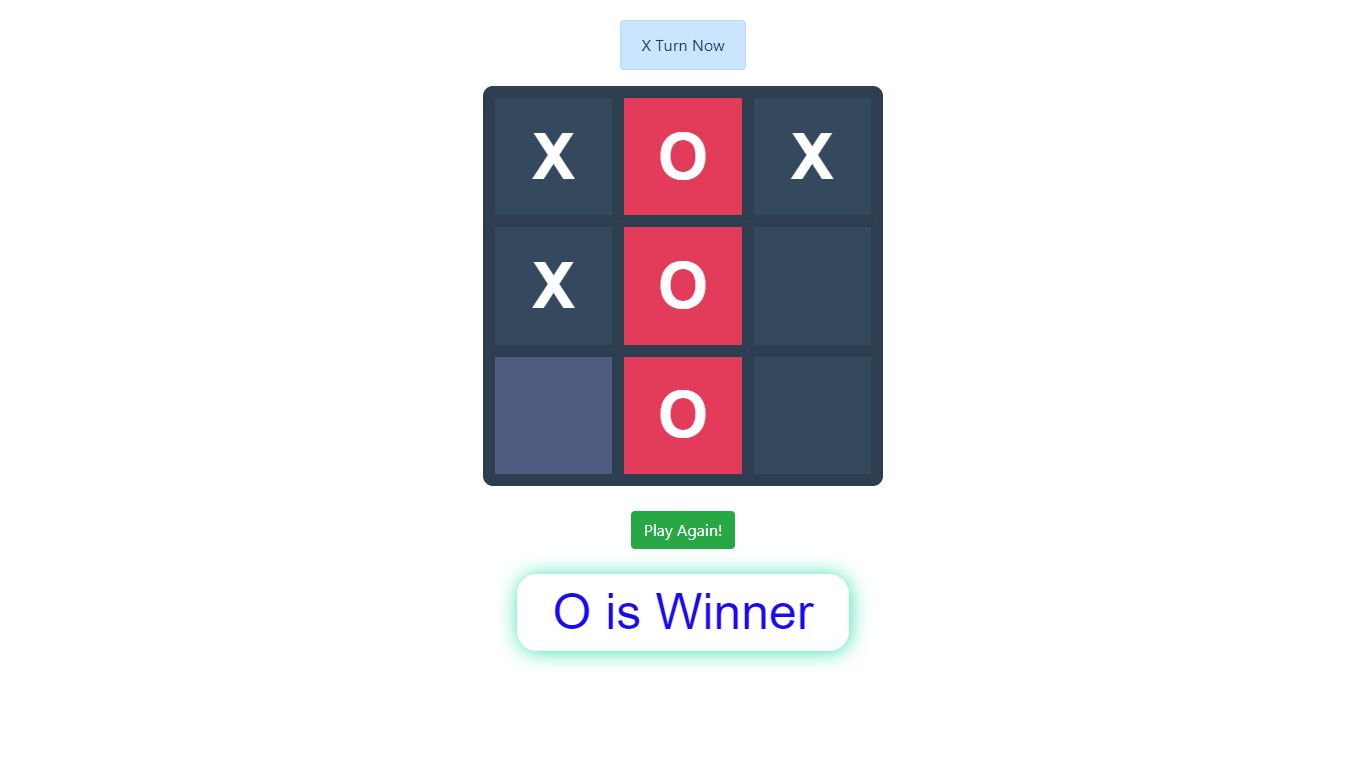 X Turn Now
X O X
X O
O
Play Again!
O is Winner